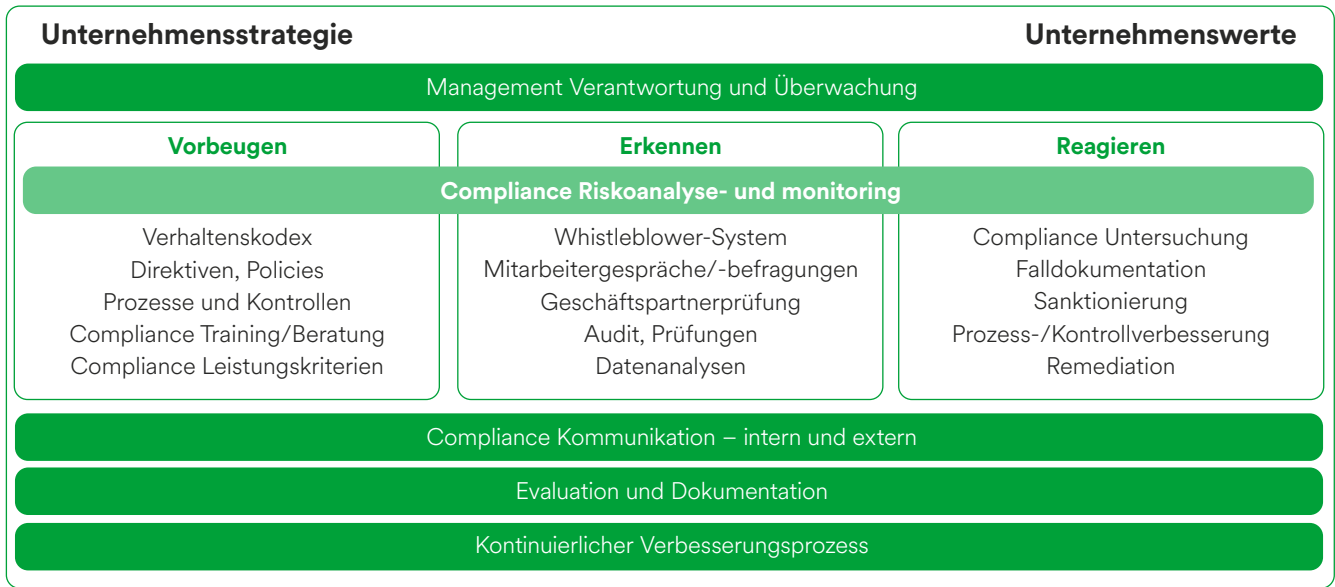 Unternehmensstrategie
Unternehmenswerte
Management Verantwortung und Überwachung
Vorbeugen
Erkennen
Reagieren
Compliance Riskoanalyse- und monitoring
Verhaltenskodex
Direktiven, Policies
Prozesse und Kontrollen
Compliance Training/Beratung
Compliance Leistungskriterien
Whistleblower-System
Mitarbeitergespräche/-befragungen
Geschäftspartnerprüfung
Audit, Prüfungen
Datenanalysen
Compliance Untersuchung
Falldokumentation
Sanktionierung
Prozess-/Kontrollverbesserung
Remediation
Compliance Kommunikation – intern und extern
Evaluation und Dokumentation
Kontinuierlicher Verbesserungsprozess